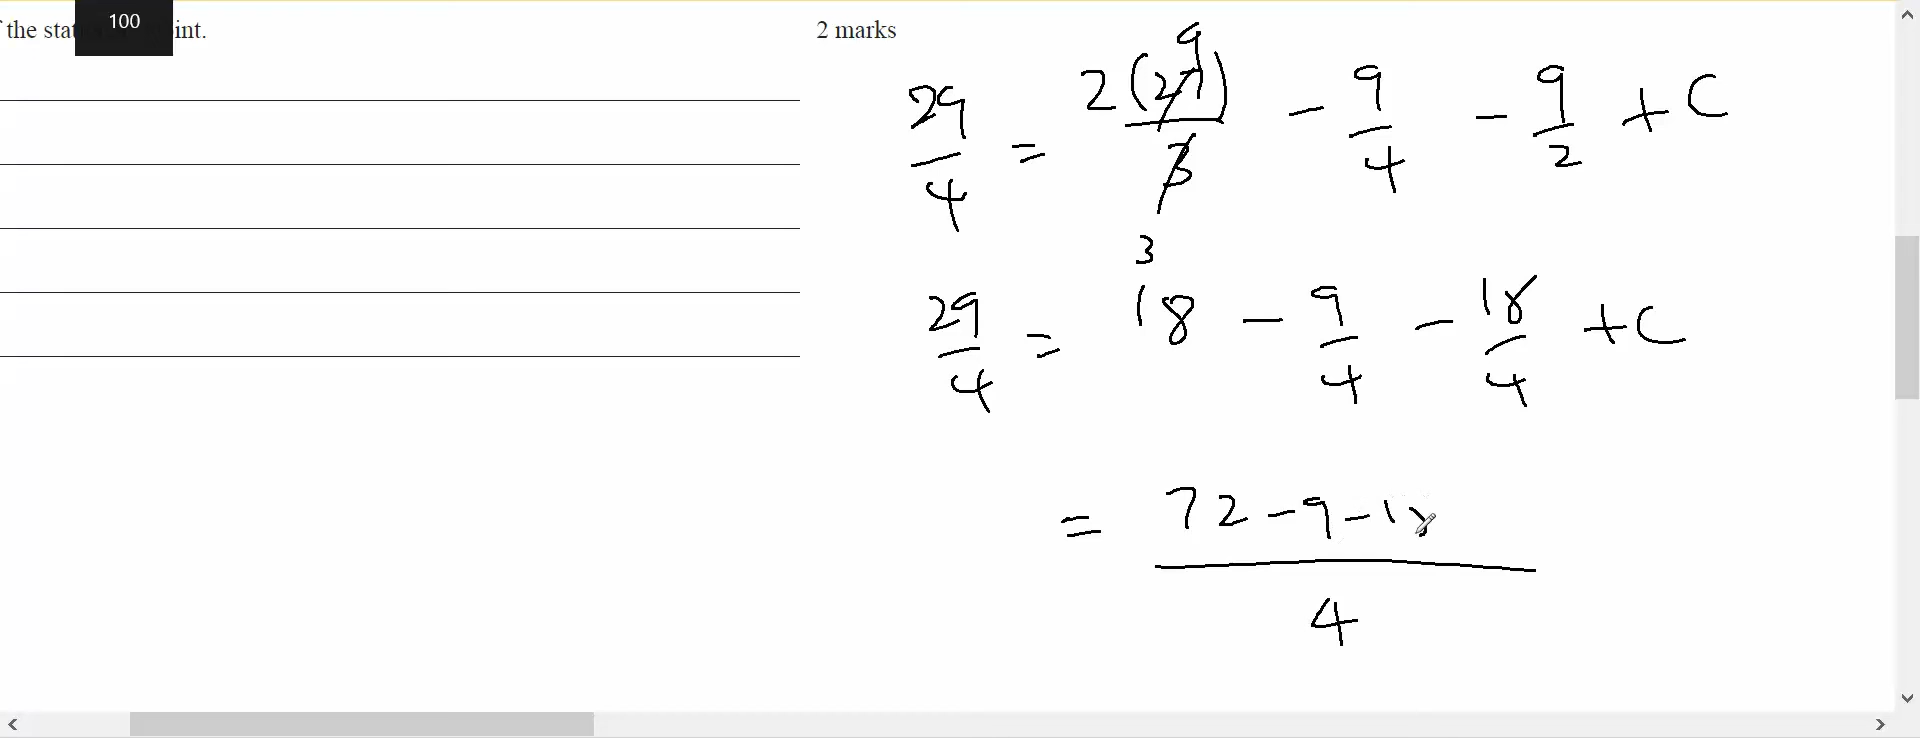 100
the stat int.
2 marks
29/4 = 2(27)/3 - 9/4 - 9/2 + C
9
3
29/4 = 18 - 9/4 - 18/4 + C
= 72 - 9 - 18
4